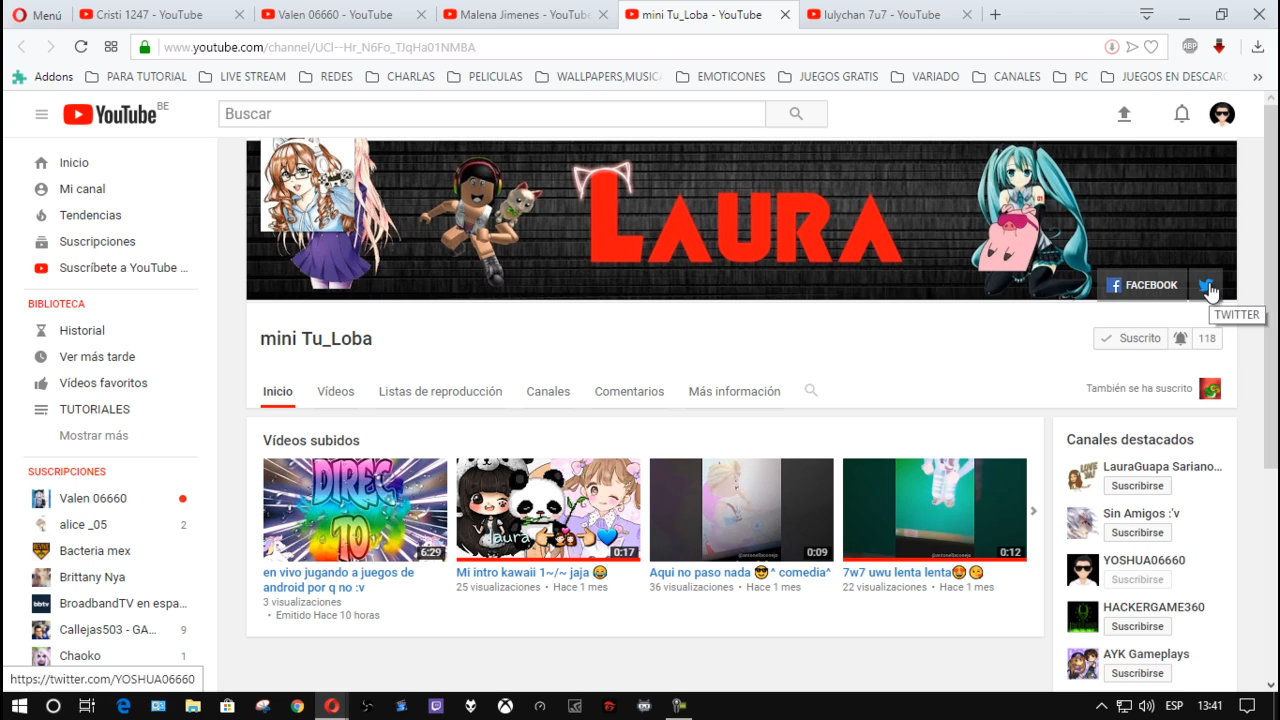 Menú
Cristi 1247 - YouTube
Valen 06660 - YouTube
Malena Jimenes - YouTube
mini Tu_Loba - YouTube
lulychan 7u7 - YouTube
www.youtube.com/channel/UCl--Hr_N6Fo_TJqHa01NMBA
ABP
Addons
PARA TUTORIAL
LIVE STREAM
REDES
CHARLAS
PELICULAS
WALLPAPERS,MUSICA
EMOTICONES
JUEGOS GRATIS
VARIADO
CANALES
PC
JUEGOS EN DESCARG
YouTube BE
Buscar
LAURA
FACEBOOK
TWITTER
Inicio
Mi canal
Tendencias
Suscripciones
Suscríbete a YouTube ...
BIBLIOTECA
Historial
Ver más tarde
Vídeos favoritos
TUTORIALES
Mostrar más
SUSCRIPCIONES
Valen 06660
alice _05 2
Bacteria mex
Brittany Nya
bbtv
BroadbandTV en espa...
Callejas503 - GA... 9
Chaoko 1
https://twitter.com/YOSHUA06660
mini Tu_Loba
Suscrito 118
Inicio
Vídeos
Listas de reproducción
Canales
Comentarios
Más información
También se ha suscrito
Vídeos subidos
DIREC
TO
6:29
laura
0:17
0:09
0:12
en vivo jugando a juegos de
android por q no :v
3 visualizaciones
• Emitido Hace 10 horas
Mi intro kawaii 1~/~ jaja 😂
25 visualizaciones • Hace 1 mes
Aqui no paso nada 😎^ comedia^
36 visualizaciones • Hace 1 mes
7w7 uwu lenta lenta😍😘
22 visualizaciones • Hace 1 mes
Canales destacados
LauraGuapa Sariano...
Suscribirse
Sin Amigos :'v
Suscribirse
YOSHUA06660
Suscribirse
HACKERGAME360
Suscribirse
AYK Gameplays
Suscribirse
ESP
13:41